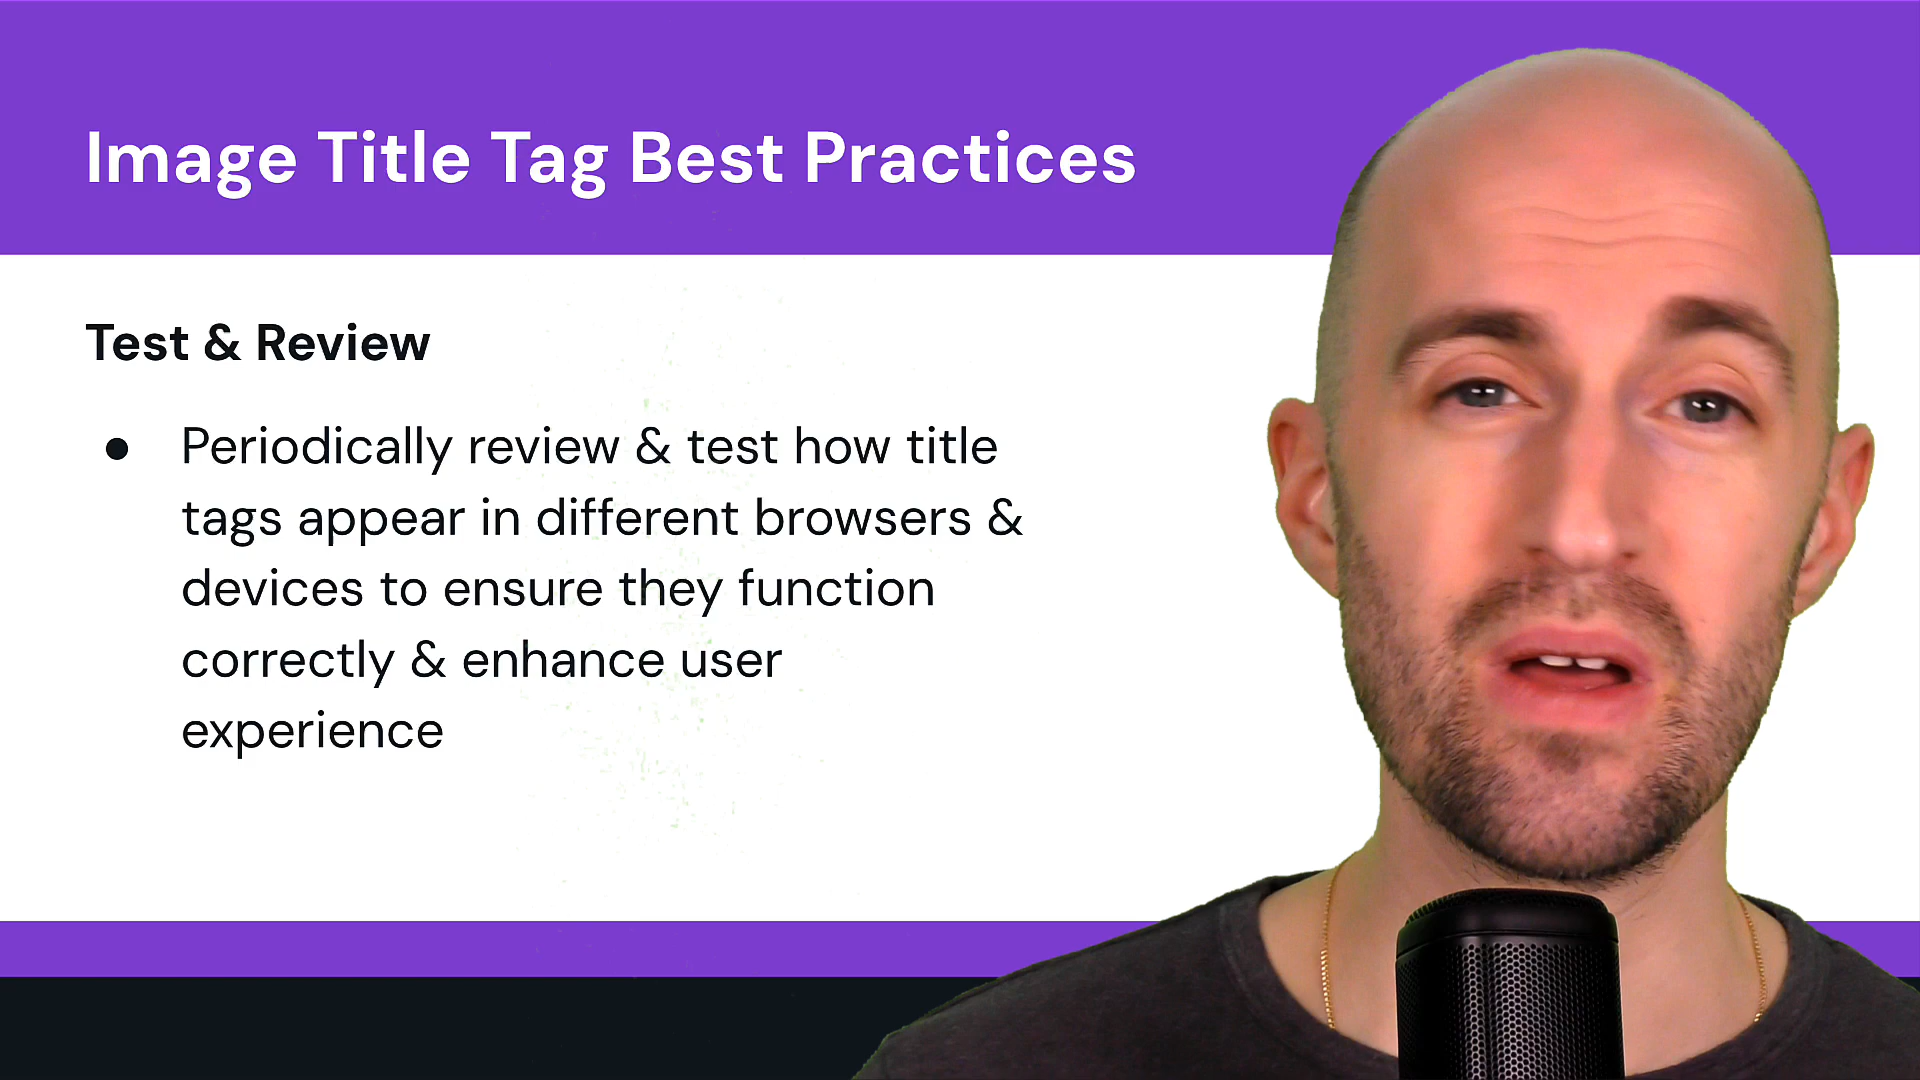 Image Title Tag Best Practices
Test & Review
● Periodically review & test how title
tags appear in different browsers &
devices to ensure they function
correctly & enhance user
experience